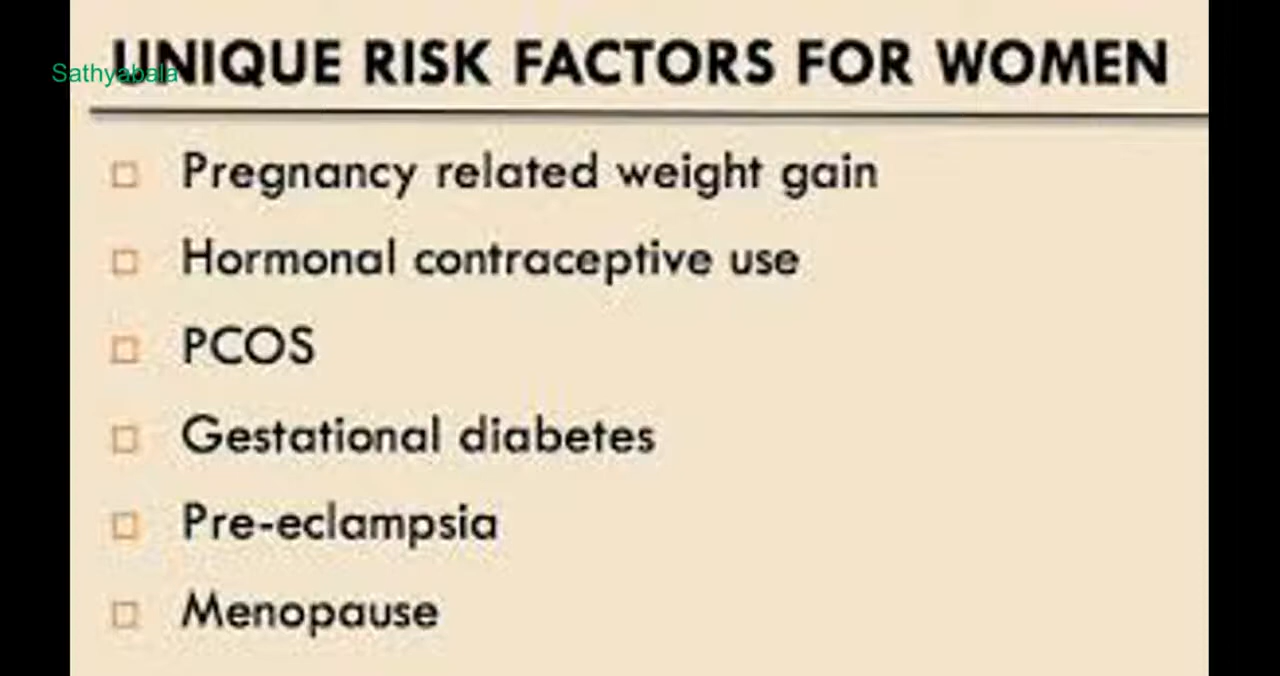 UNIQUE RISK FACTORS FOR WOMEN
Sathyabala
Pregnancy related weight gain
Hormonal contraceptive use
PCOS
Gestational diabetes
Pre-eclampsia
Menopause